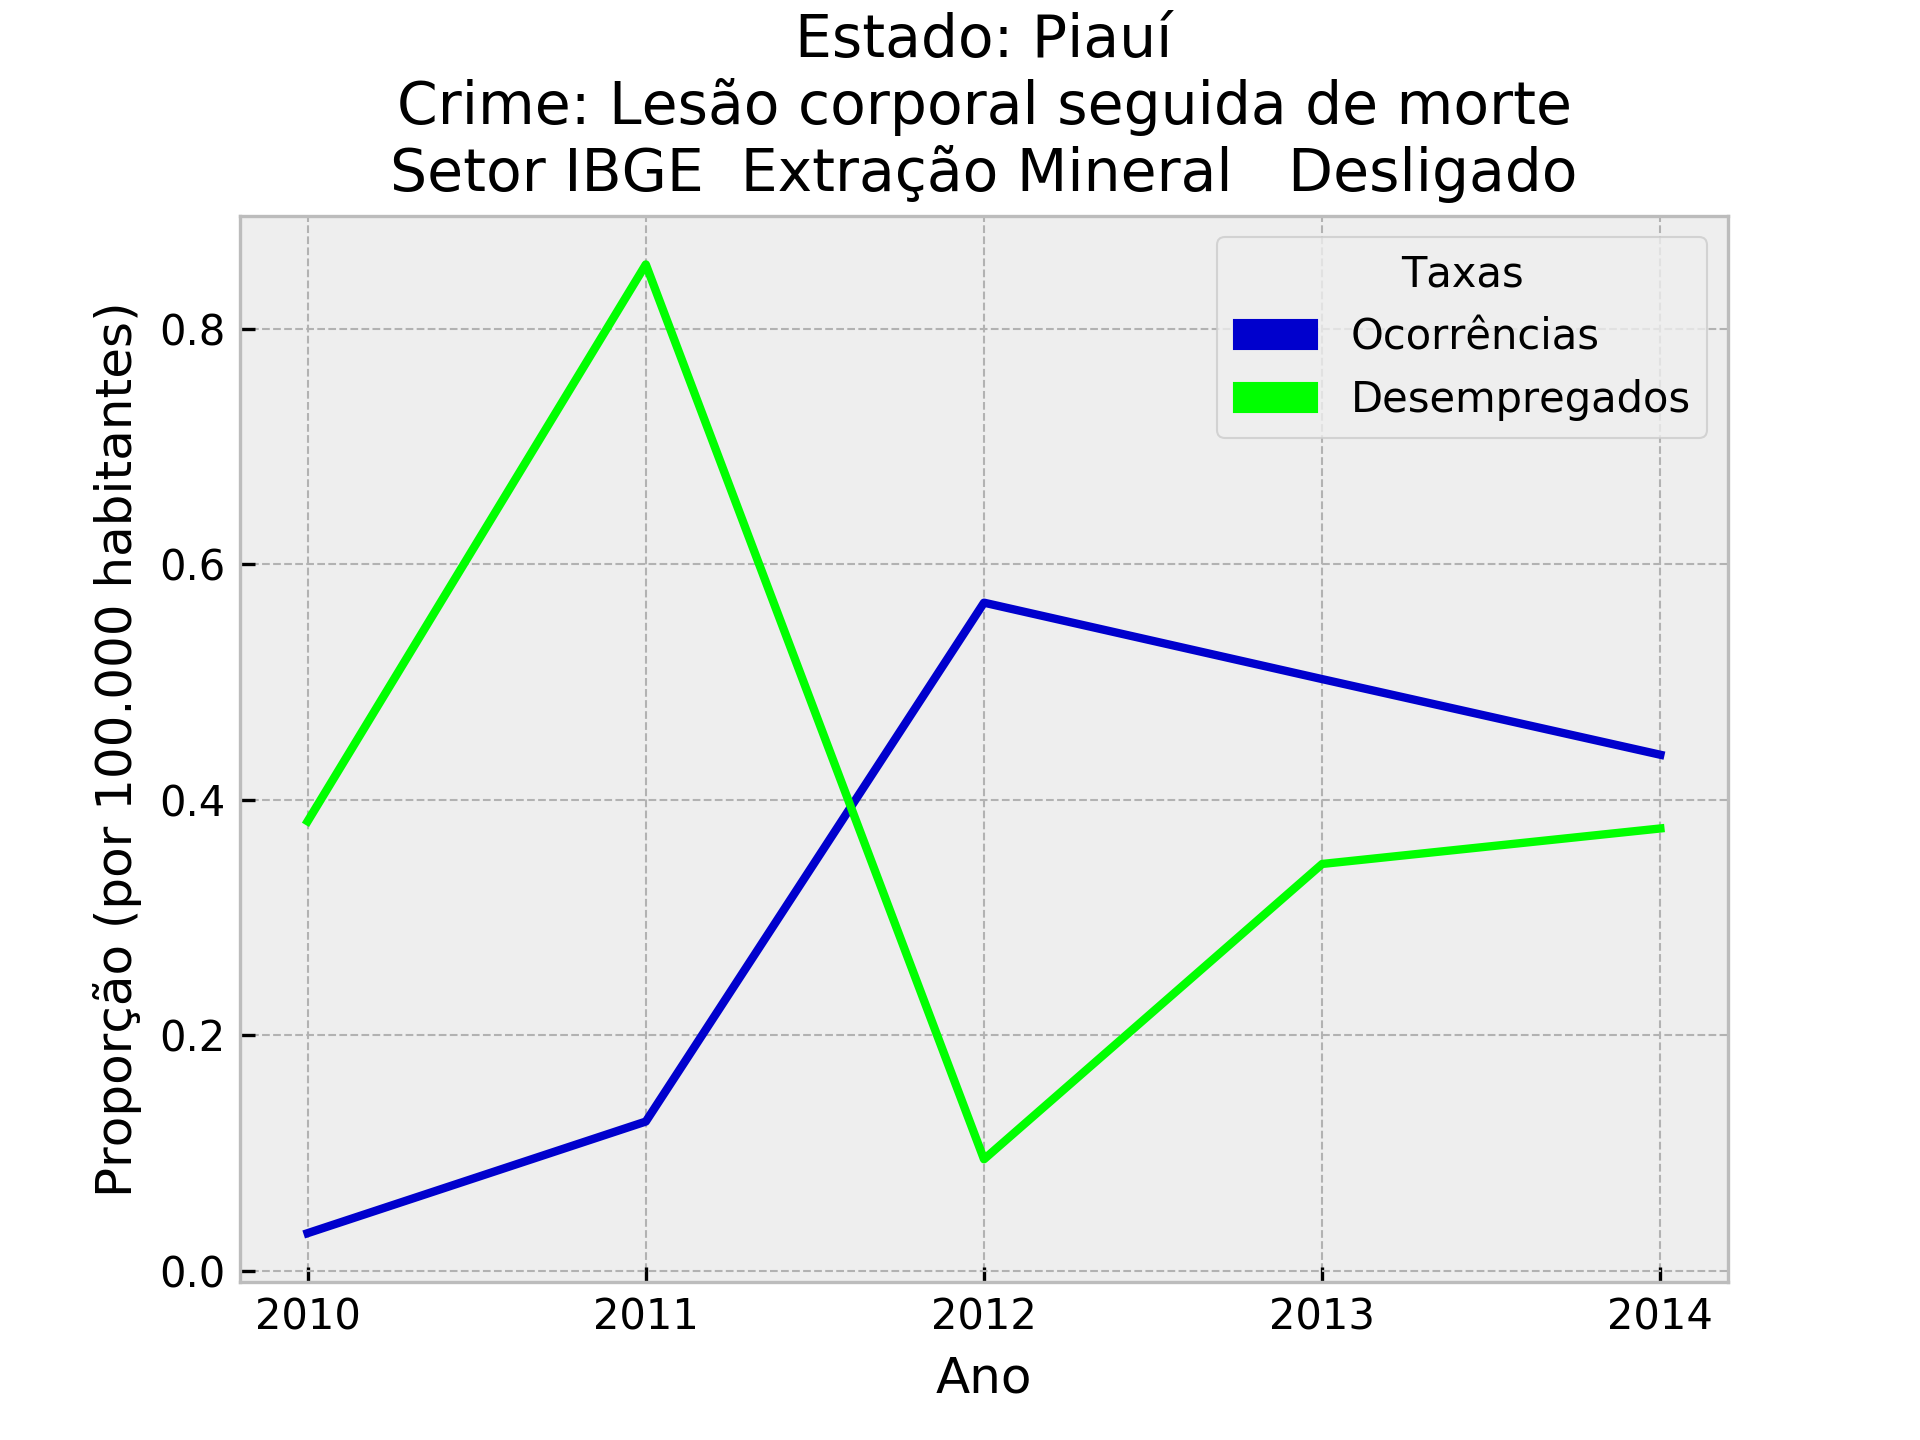 Estado: Piauí
Crime: Lesão corporal seguida de morte
Setor IBGE  Extração Mineral   Desligado
Proporção (por 100.000 habitantes)
0.8
0.6
0.4
0.2
0.0
Taxas
Ocorrências
Desempregados
2010
2011
2012
2013
2014
Ano